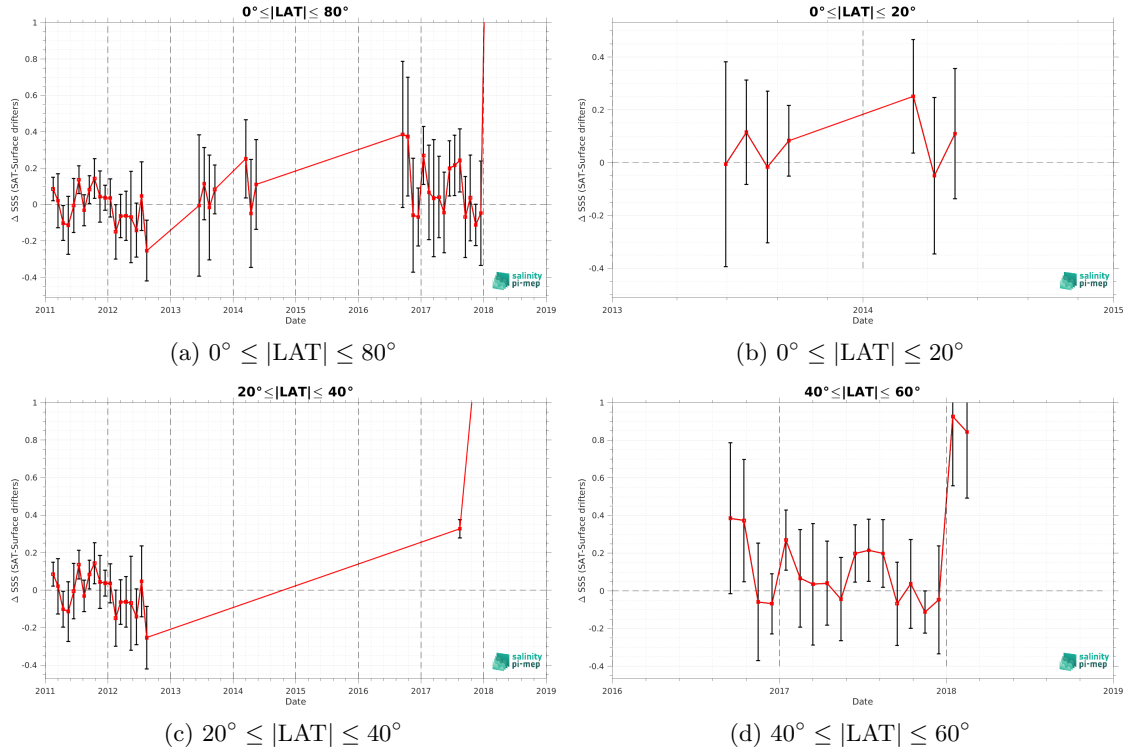 0°≤|LAT|≤ 80°
Δ SSS (SAT-Surface drifters)
1
0.8
0.6
0.4
0.2
0
-0.2
-0.4
2011 2012 2013 2014 2015 2016 2017 2018 2019
Date
salinity
pi-mep
(a) 0° ≤ |LAT| ≤ 80°
0°≤|LAT|≤ 20°
Δ SSS (SAT-Surface drifters)
0.4
0.2
0
-0.2
-0.4
2013 2014 2015
Date
salinity
pi-mep
(b) 0° ≤ |LAT| ≤ 20°
20°≤|LAT|≤ 40°
Δ SSS (SAT-Surface drifters)
1
0.8
0.6
0.4
0.2
0
-0.2
-0.4
2011 2012 2013 2014 2015 2016 2017 2018 2019
Date
salinity
pi-mep
(c) 20° ≤ |LAT| ≤ 40°
40°≤|LAT|≤ 60°
Δ SSS (SAT-Surface drifters)
1
0.8
0.6
0.4
0.2
0
-0.2
-0.4
2016 2017 2018 2019
Date
salinity
pi-mep
(d) 40° ≤ |LAT| ≤ 60°